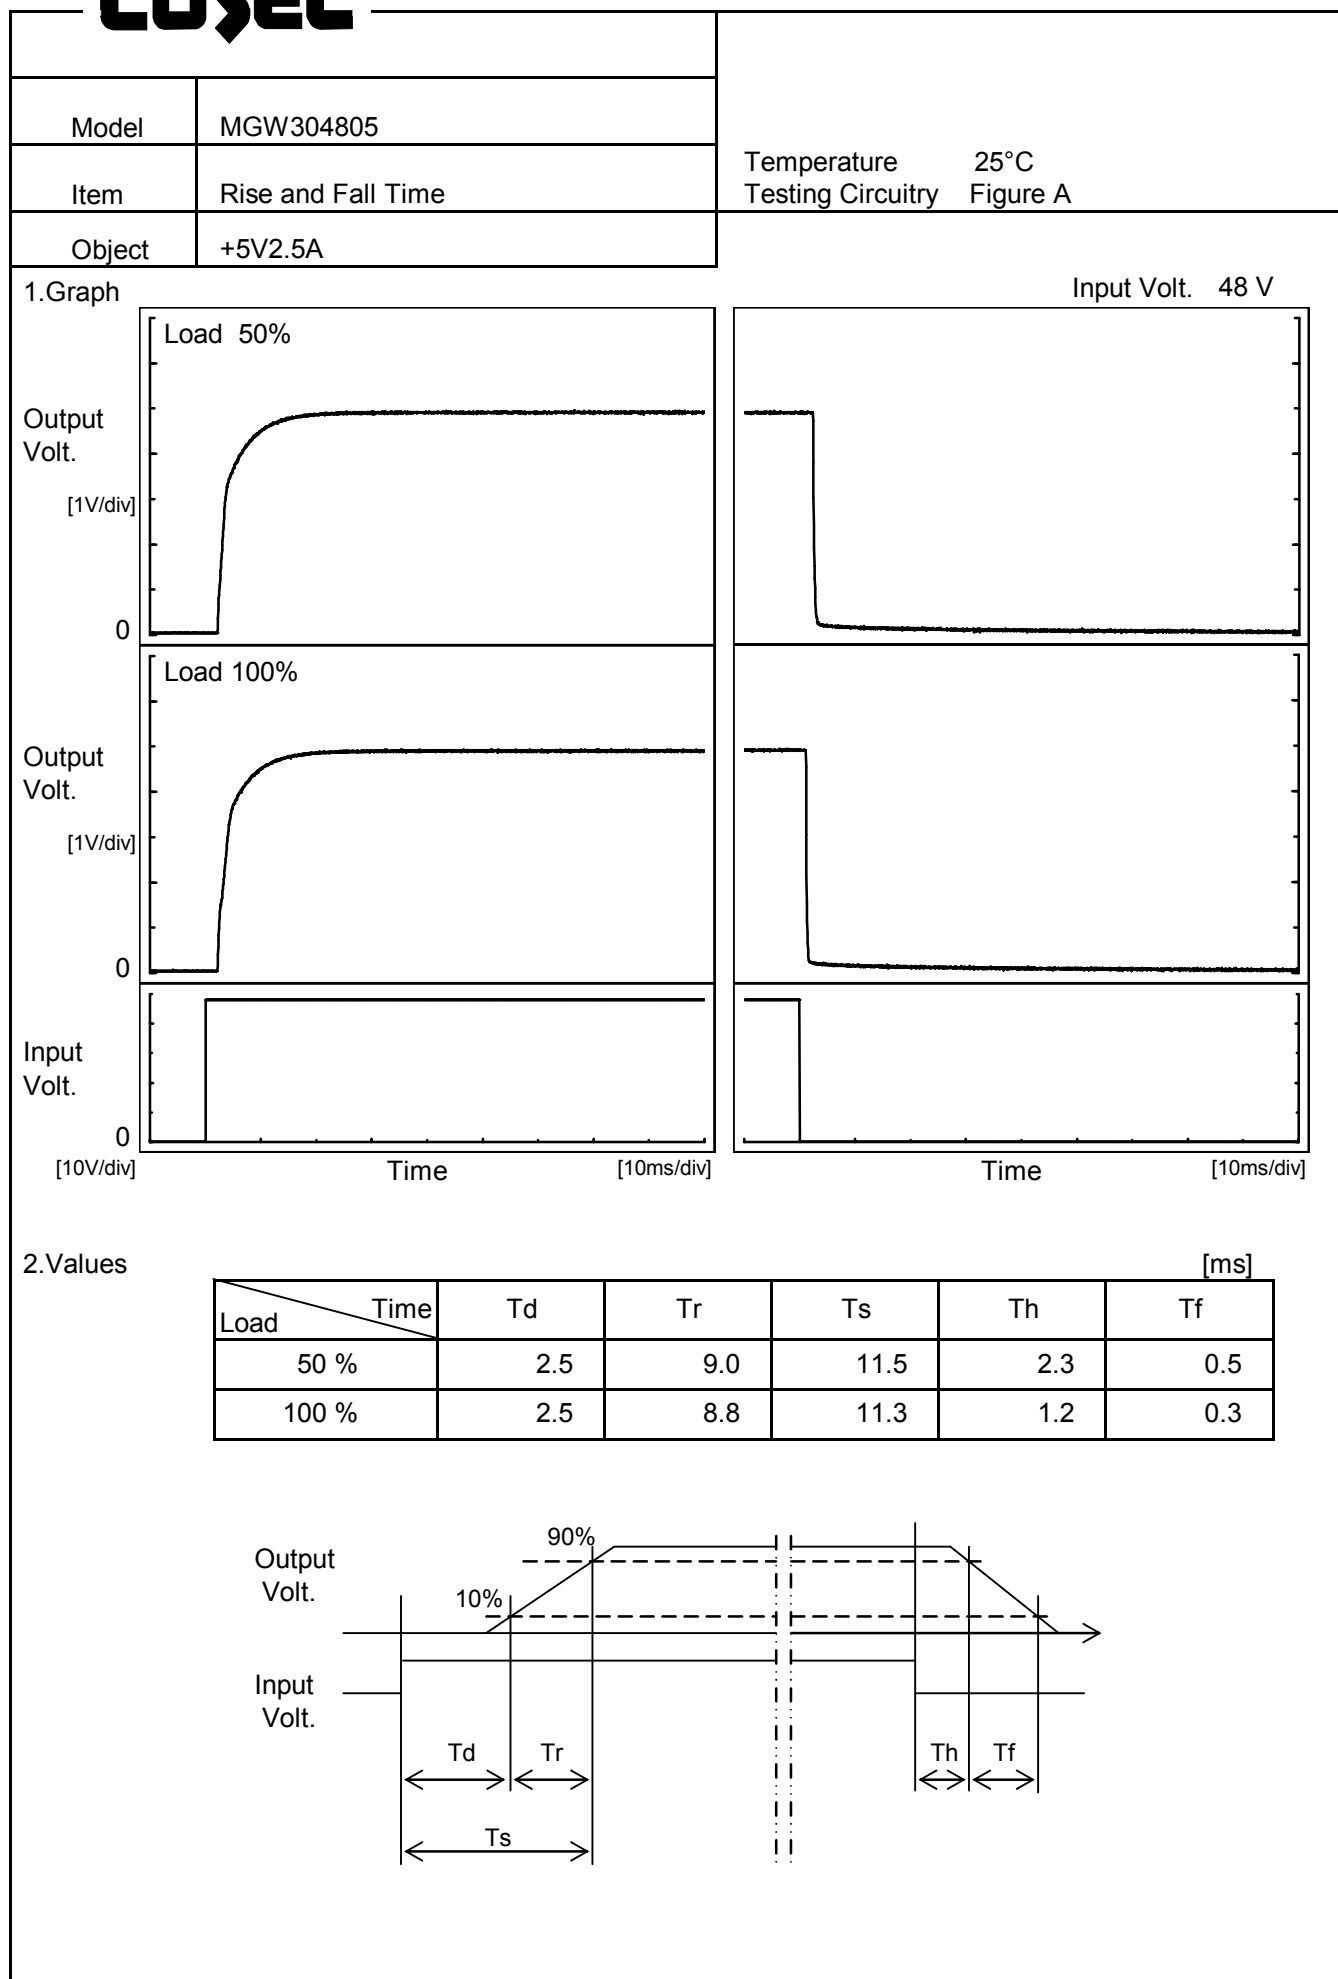 COSEL
Model MGW304805
Temperature 25°C
Item Rise and Fall Time
Testing Circuitry Figure A
Object +5V2.5A
1.Graph
Input Volt. 48 V
Load 50%
Output
Volt.
[1V/div]
0
Load 100%
Output
Volt.
[1V/div]
0
Input
Volt.
0
[10V/div] Time [10ms/div] Time [10ms/div]
2.Values [ms]
Time
Load Td Tr Ts Th Tf
50 % 2.5 9.0 11.5 2.3 0.5
100 % 2.5 8.8 11.3 1.2 0.3
90%
Output
Volt.
10%
Input
Volt.
Td Tr Th Tf
Ts